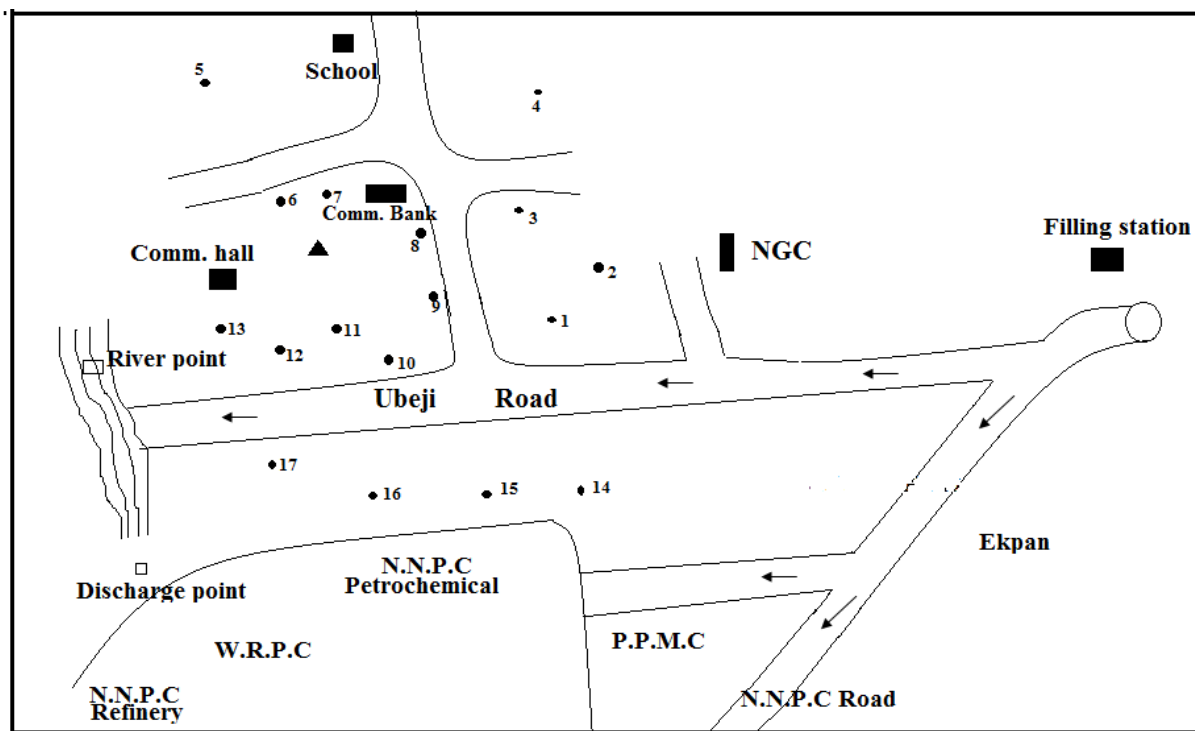 School
5
4
6
7
Comm. Bank
3
8
Comm. hall
NGC
Filling station
2
9
1
13
11
12
10
River point
Ubeji Road
17
16
15
14
Ekpan
N.N.P.C
Petrochemical
Discharge point
W.R.P.C
P.P.M.C
N.N.P.C
Refinery
N.N.P.C Road